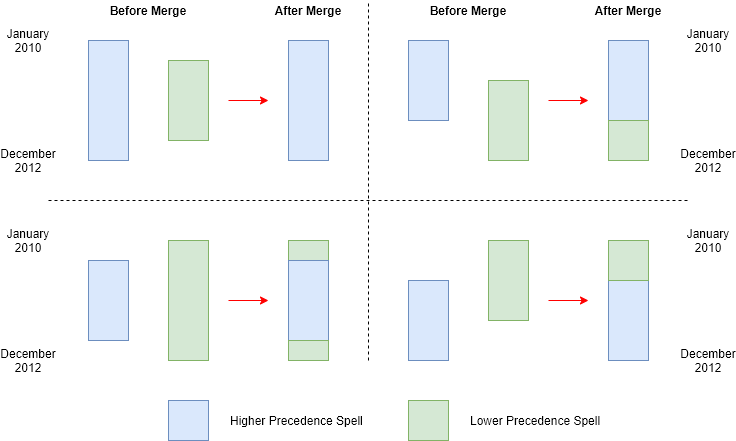 Before Merge
After Merge
Before Merge
After Merge
January
2010
January
2010
December
2012
December
2012
January
2010
January
2010
December
2012
December
2012
Higher Precedence Spell
Lower Precedence Spell